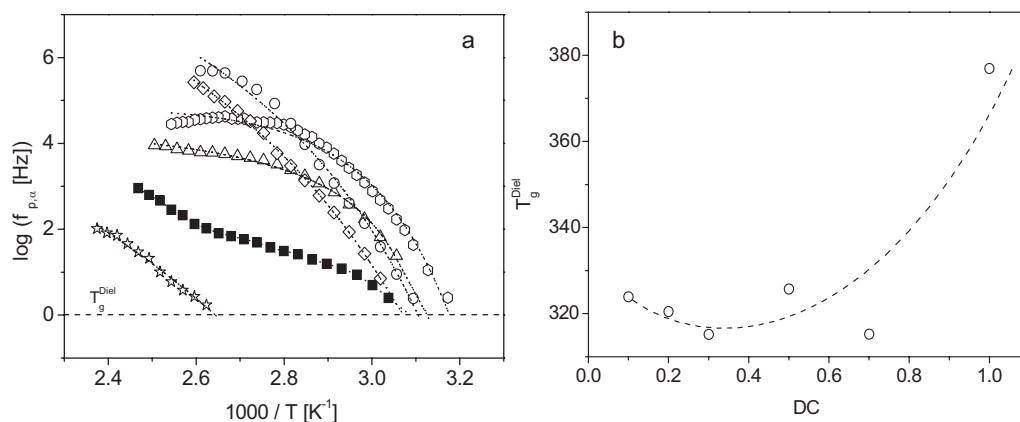 a
6
4
2
0
log (f p,α [Hz])
T g Diel
2.4 2.6 2.8 3.0 3.2
1000 / T [K-1]
b
380
360
340
320
T g Diel
0.0 0.2 0.4 0.6 0.8 1.0
DC